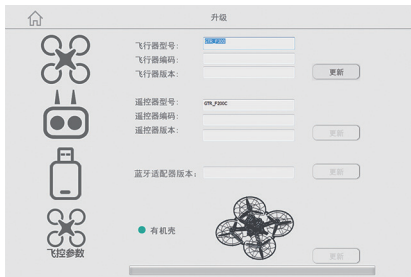 升级
飞行器型号：
飞行器编码：
飞行器版本：
更新
遥控器型号：
GTR_F200C
遥控器编码：
遥控器版本：
更新
蓝牙适配器版本：
更新
有机壳
飞控参数
更新